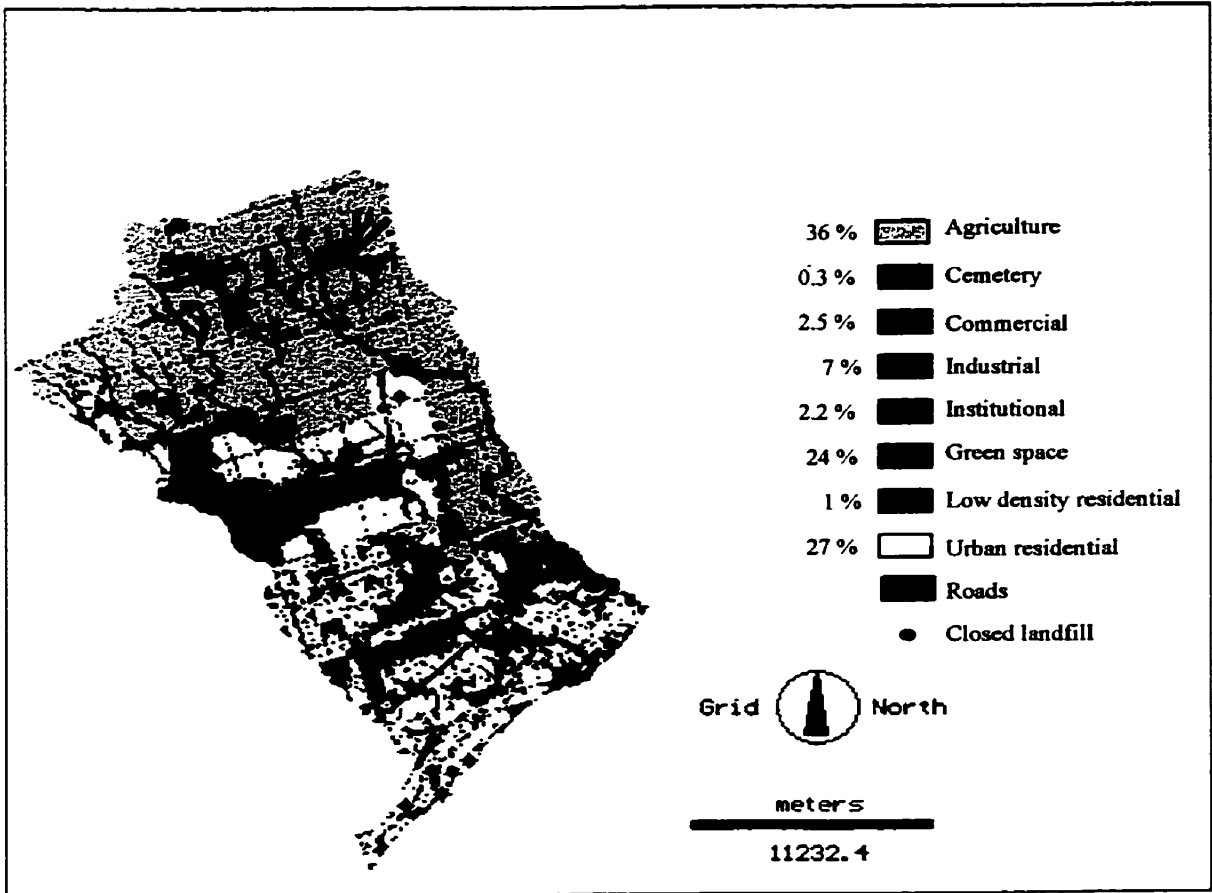 36 % Agriculture
0.3 % Cemetery
2.5 % Commercial
7 % Industrial
2.2 % Institutional
24 % Green space
1 % Low density residential
27 % Urban residential
Roads
Closed landfill
Grid North
meters
11232.4